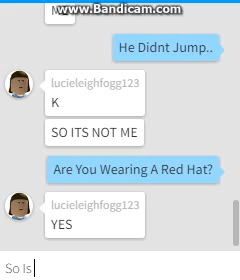 www.Bandicam.com
He Didnt Jump..
lucieleighfogg123
K
SO ITS NOT ME
Are You Wearing A Red Hat?
lucieleighfogg123
YES
So Is